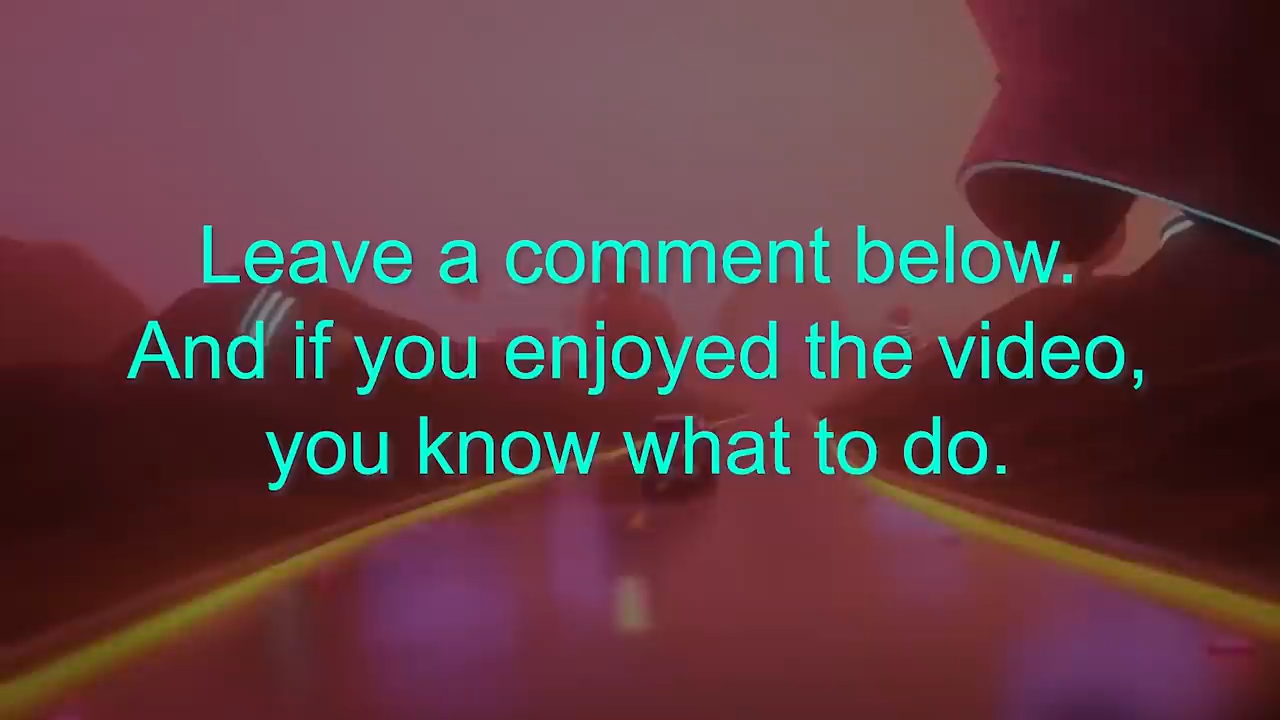 Leave a comment below.
And if you enjoyed the video,
you know what to do.